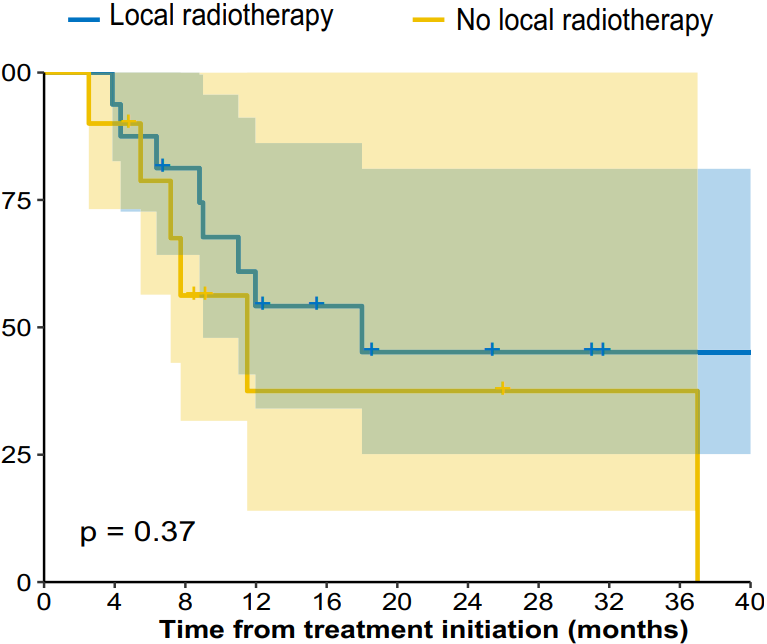 Local radiotherapy
No local radiotherapy
00
75
50
25
0
p = 0.37
0 4 8 12 16 20 24 28 32 36 40
Time from treatment initiation (months)